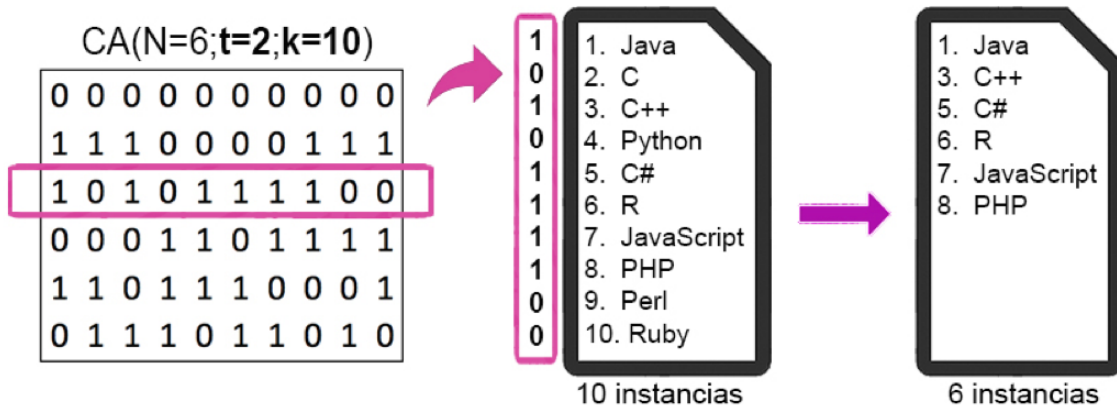 CA(N=6;t=2;k=10)
0 0 0 0 0 0 0 0 0 0
1 1 1 0 0 0 0 1 1 1
1 0 1 0 1 1 1 1 0 0
0 0 0 1 1 0 1 1 1 1
1 1 0 1 1 1 0 0 0 1
0 1 1 1 0 1 1 0 1 0
1
0
1
0
1
1
1
1
0
0
1. Java
2. C
3. C++
4. Python
5. C#
6. R
7. JavaScript
8. PHP
9. Perl
10. Ruby
10 instancias
1. Java
3. C++
5. C#
6. R
7. JavaScript
8. PHP
6 instancias